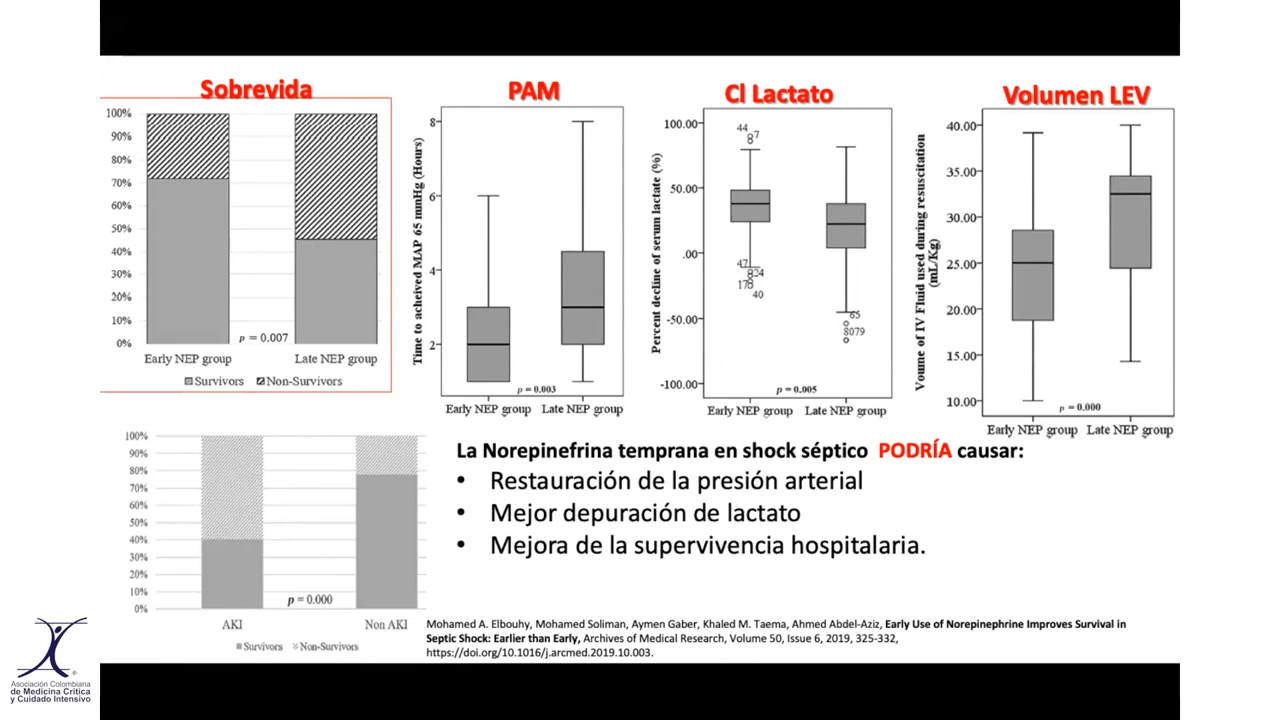 Sobrevida
100%
90%
80%
70%
60%
50%
40%
30%
20%
10%
0%
p = 0.007
Early NEP group
Late NEP group
Survivors
Non-Survivors
PAM
Time to acheived MAP 65 mmHg (Hours)
8
6
4
2
p = 0.003
Early NEP group
Late NEP group
Cl Lactato
Percent decline of serum lactate (%)
100.00
50.00
.00
-50.00
-100.00
44
7
47
24
40
65
8079
p = 0.005
Early NEP group
Late NEP group
Volumen LEV
Voume of IV Fluid used during resuscitation
(mL/Kg)
40.00
35.00
30.00
25.00
20.00
15.00
10.00
p = 0.000
Early NEP group
Late NEP group
100%
90%
80%
70%
60%
50%
40%
30%
20%
10%
0%
p = 0.000
AKI
Non AKI
Survivors
Non-Survivors
La Norepinefrina temprana en shock séptico PODRÍA causar:
• Restauración de la presión arterial
• Mejor depuración de lactato
• Mejora de la supervivencia hospitalaria.
Mohamed A. Elbouhy, Mohamed Soliman, Aymen Gaber, Khaled M. Taema, Ahmed Abdel-Aziz, Early Use of Norepinephrine Improves Survival in
Septic Shock: Earlier than Early, Archives of Medical Research, Volume 50, Issue 6, 2019, 325-332,
https://doi.org/10.1016/j.arcmed.2019.10.003.
Asociación Colombiana
de Medicina Crítica
y Cuidado Intensivo